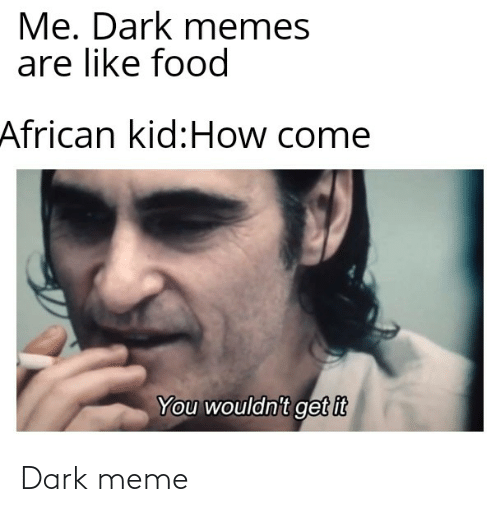 Me. Dark memes
are like food
African kid:How come
You wouldn't get it
Dark meme